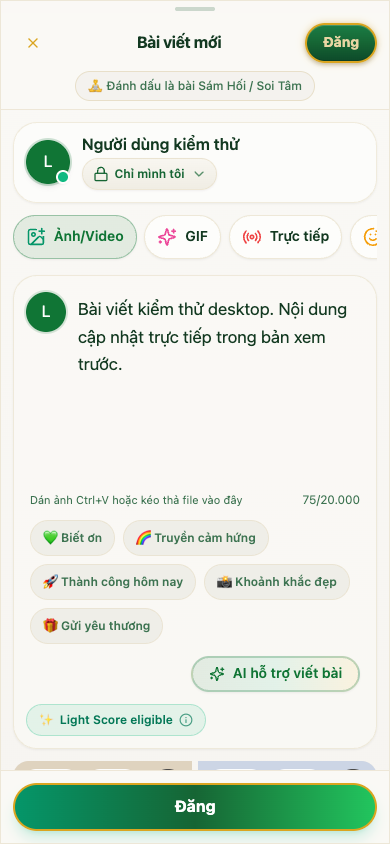 Bài viết mới
Đăng
🙏 Đánh dấu là bài Sám Hối / Soi Tâm
L
Người dùng kiểm thử
Chỉ mình tôi
Ảnh/Video
GIF
Trực tiếp
L
Bài viết kiểm thử desktop. Nội dung
cập nhật trực tiếp trong bản xem
trước.
Dán ảnh Ctrl+V hoặc kéo thả file vào đây
75/20.000
💚 Biết ơn
🌈 Truyền cảm hứng
🚀 Thành công hôm nay
📸 Khoảnh khắc đẹp
🎁 Gửi yêu thương
AI hỗ trợ viết bài
✨ Light Score eligible
Đăng